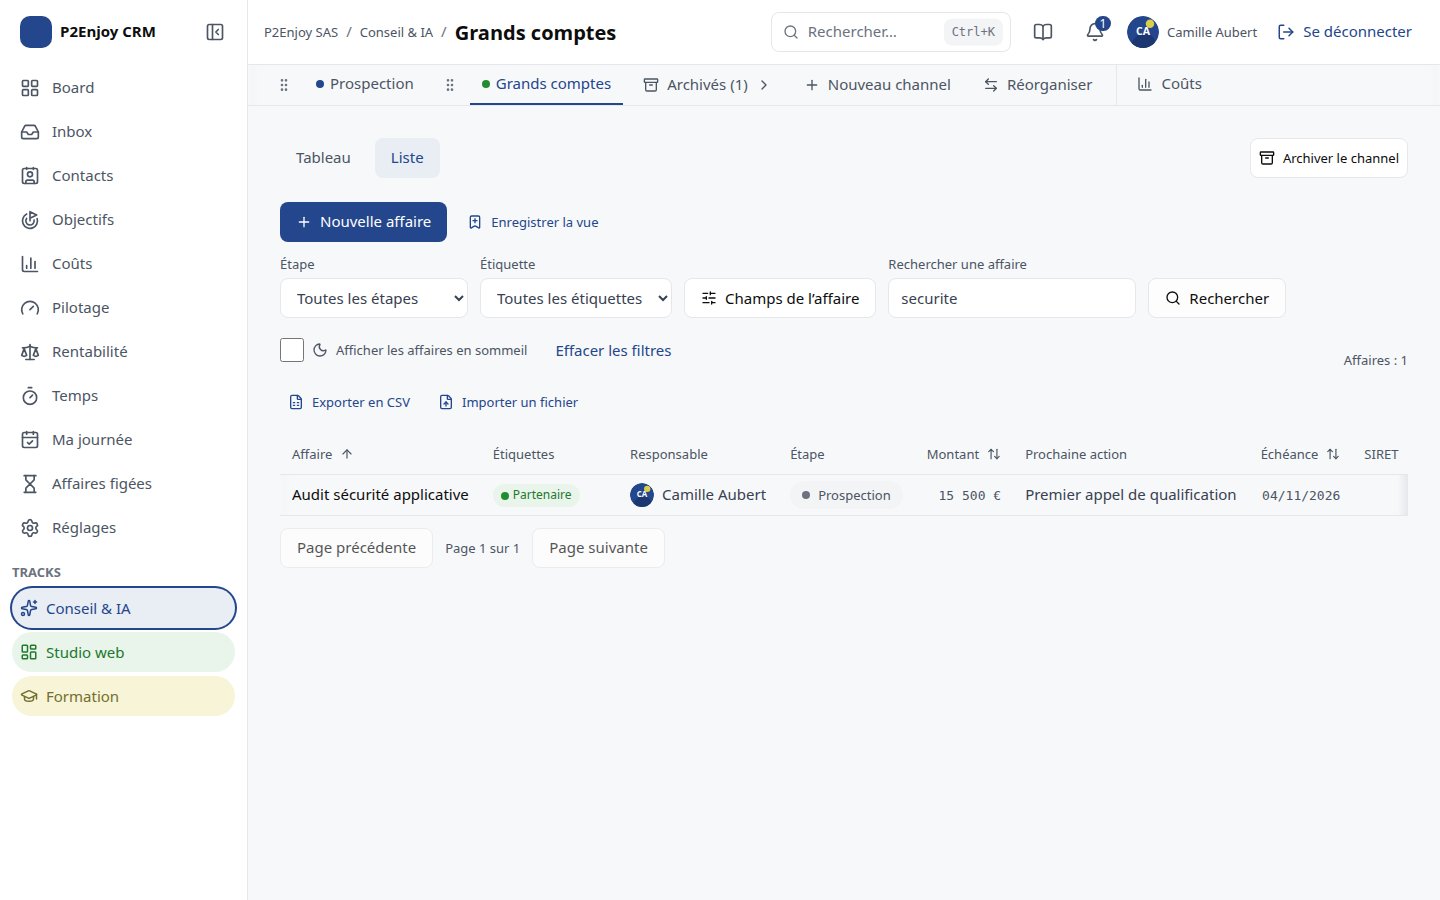 P2Enjoy CRM
Board
Inbox
Contacts
Objectifs
Coûts
Pilotage
Rentabilité
Temps
Ma journée
Affaires figées
Réglages
TRACKS
Conseil & IA
Studio web
Formation
P2Enjoy SAS / Conseil & IA / Grands comptes
Rechercher... Ctrl+K
1
CA Camille Aubert
Se déconnecter
Prospection
Grands comptes
Archivés (1)
Nouveau channel
Réorganiser
Coûts
Tableau
Liste
Archiver le channel
Nouvelle affaire
Enregistrer la vue
Étape
Toutes les étapes
Étiquette
Toutes les étiquettes
Champs de l’affaire
Rechercher une affaire
securite
Rechercher
Afficher les affaires en sommeil
Effacer les filtres
Affaires : 1
Exporter en CSV
Importer un fichier
Affaire Étiquettes Responsable Étape Montant Prochaine action Échéance SIRET
Audit sécurité applicative Partenaire CA Camille Aubert Prospection 15 500 € Premier appel de qualification 04/11/2026
Page précédente
Page 1 sur 1
Page suivante